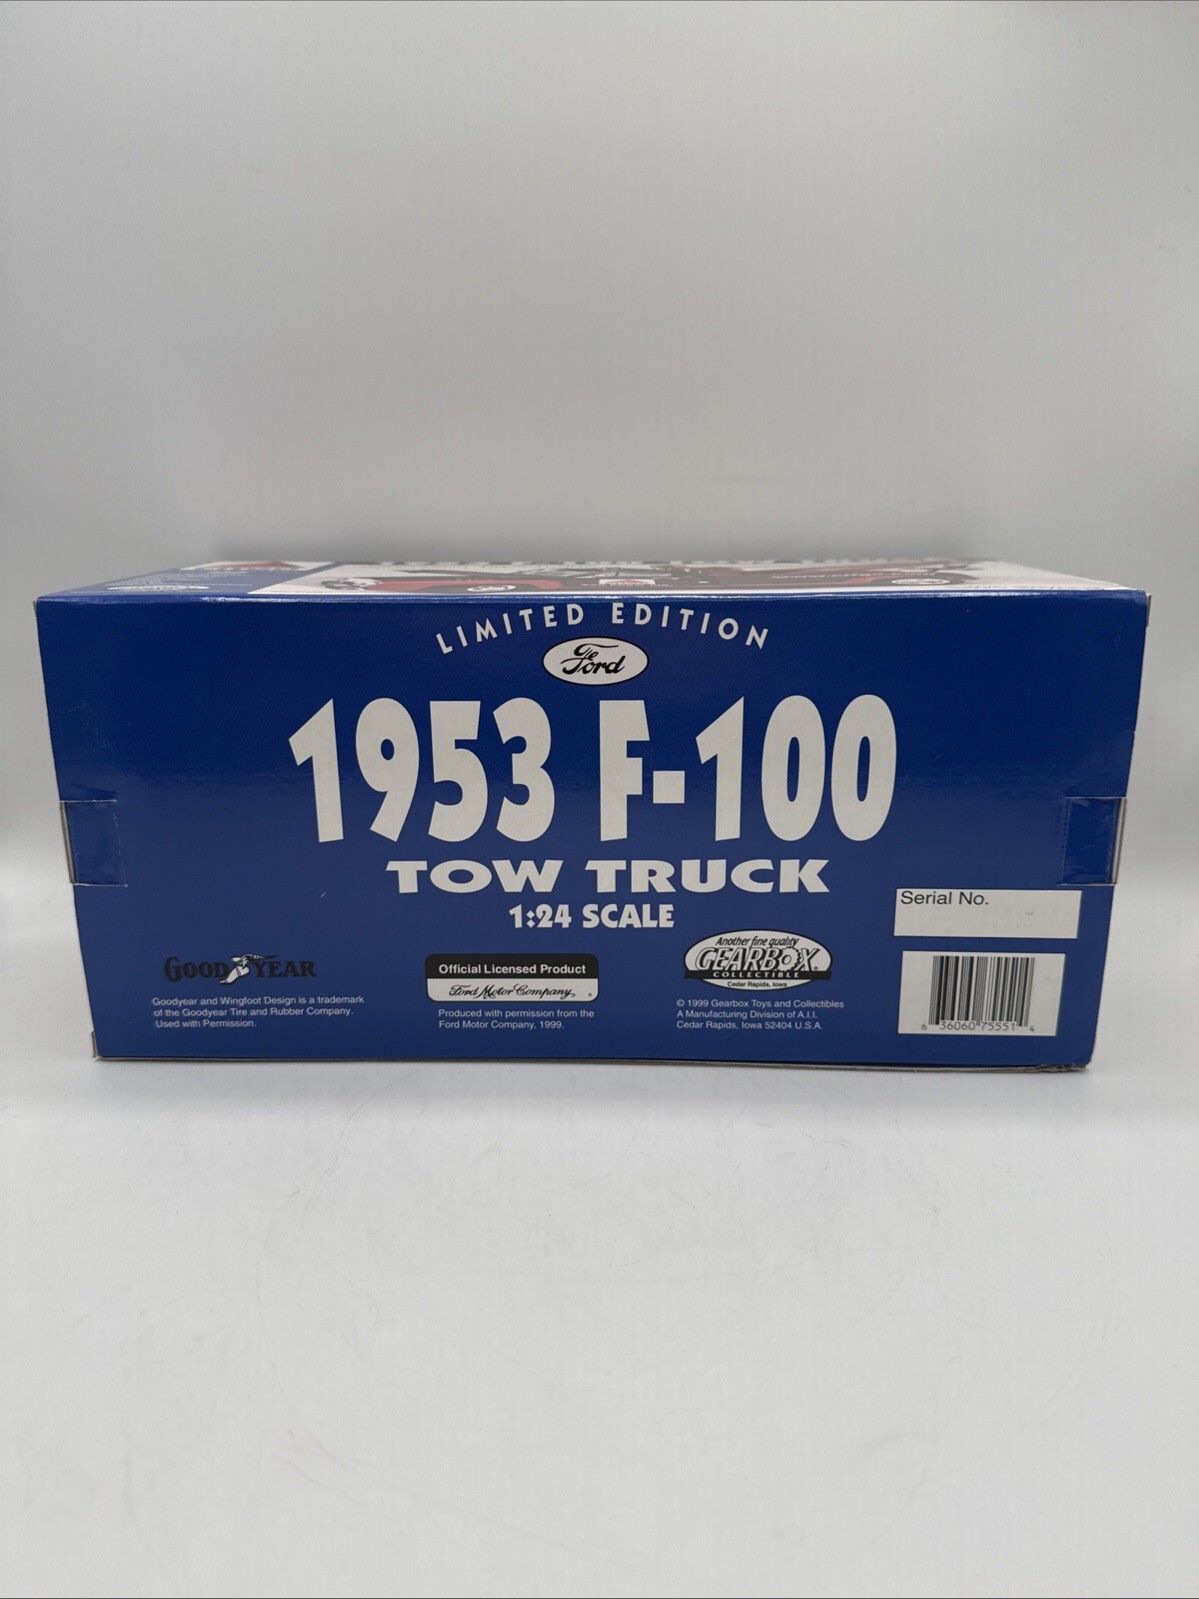 LIMITED EDITION
Ford
1953 F-100
TOW TRUCK
1:24 SCALE
Serial No.
GOOD YEAR
Goodyear and Wingfoot Design is a trademark
of the Goodyear Tire and Rubber Company.
Used with Permission.
Official Licensed Product
Ford Motor Company,
Produced with permission from the
Ford Motor Company, 1999.
Another fine quality
GEARBOX®
COLLECTIBLE
Cedar Rapids, Iowa
© 1999 Gearbox Toys and Collectibles
A Manufacturing Division of A.I.I.
Cedar Rapids, Iowa 52404 U.S.A.
6 36060 75551 4